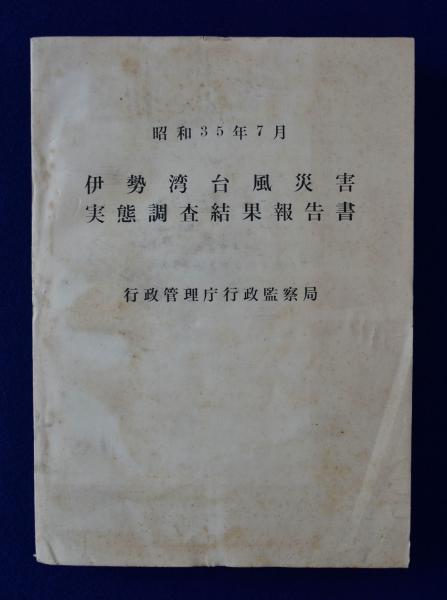 昭和35年7月
伊勢湾台風災害
実態調査結果報告書
行政管理庁行政監察局